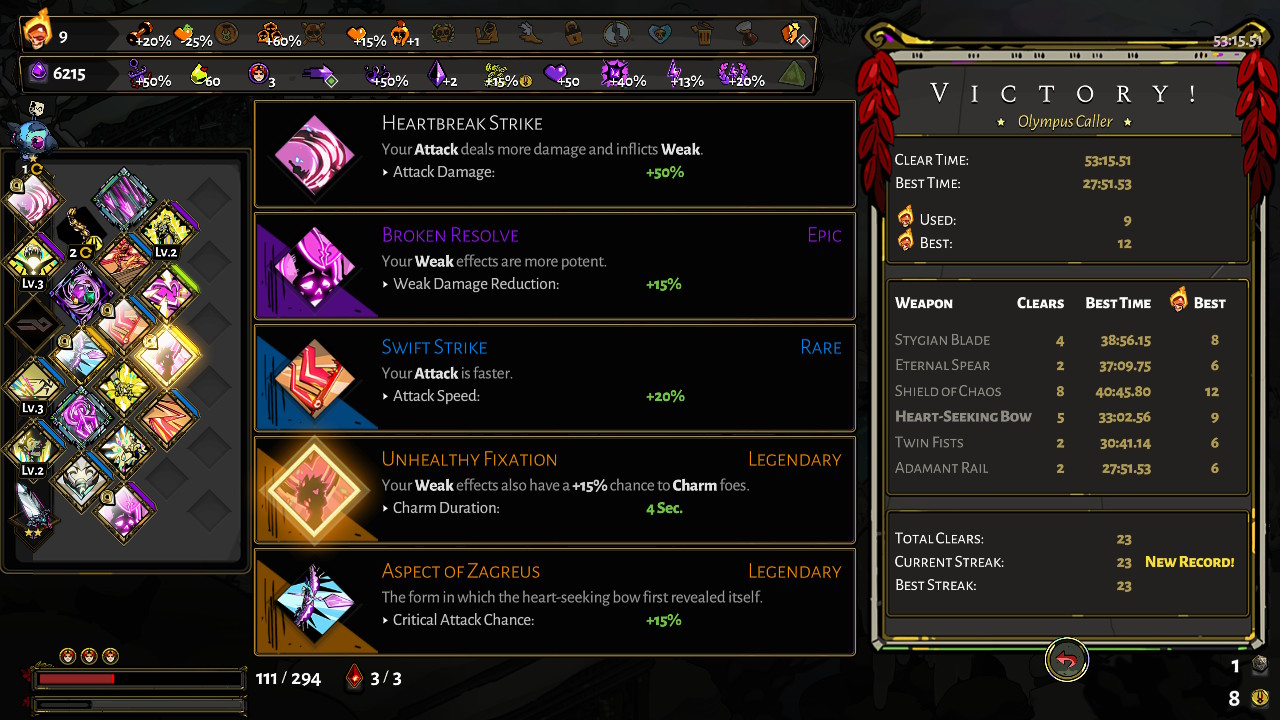 9
+20%
-25%
+60%
+15%
+1
53:15.51
6215
+50%
60
3
+50%
+2
+15%
+50
+40%
+13%
+20%
VICTORY!
Olympus Caller
1
2
Lv.2
Lv.3
Lv.3
Lv.2
HEARTBREAK STRIKE
Your Attack deals more damage and inflicts Weak.
Attack Damage: +50%
BROKEN RESOLVE EPIC
Your Weak effects are more potent.
Weak Damage Reduction: +15%
SWIFT STRIKE RARE
Your Attack is faster.
Attack Speed: +20%
UNHEALTHY FIXATION LEGENDARY
Your Weak effects also have a +15% chance to Charm foes.
Charm Duration: 4 Sec.
ASPECT OF ZAGREUS LEGENDARY
The form in which the heart-seeking bow first revealed itself.
Critical Attack Chance: +15%
CLEAR TIME: 53:15.51
BEST TIME: 27:51.53
USED: 9
BEST: 12
WEAPON CLEARS BEST TIME BEST
STYGIAN BLADE 4 38:56.15 8
ETERNAL SPEAR 2 37:09.75 6
SHIELD OF CHAOS 8 40:45.80 12
HEART-SEEKING BOW 5 33:02.56 9
TWIN FISTS 2 30:41.14 6
ADAMANT RAIL 2 27:51.53 6
TOTAL CLEARS: 23
CURRENT STREAK: 23 NEW RECORD!
BEST STREAK: 23
111 / 294
3 / 3
1
8